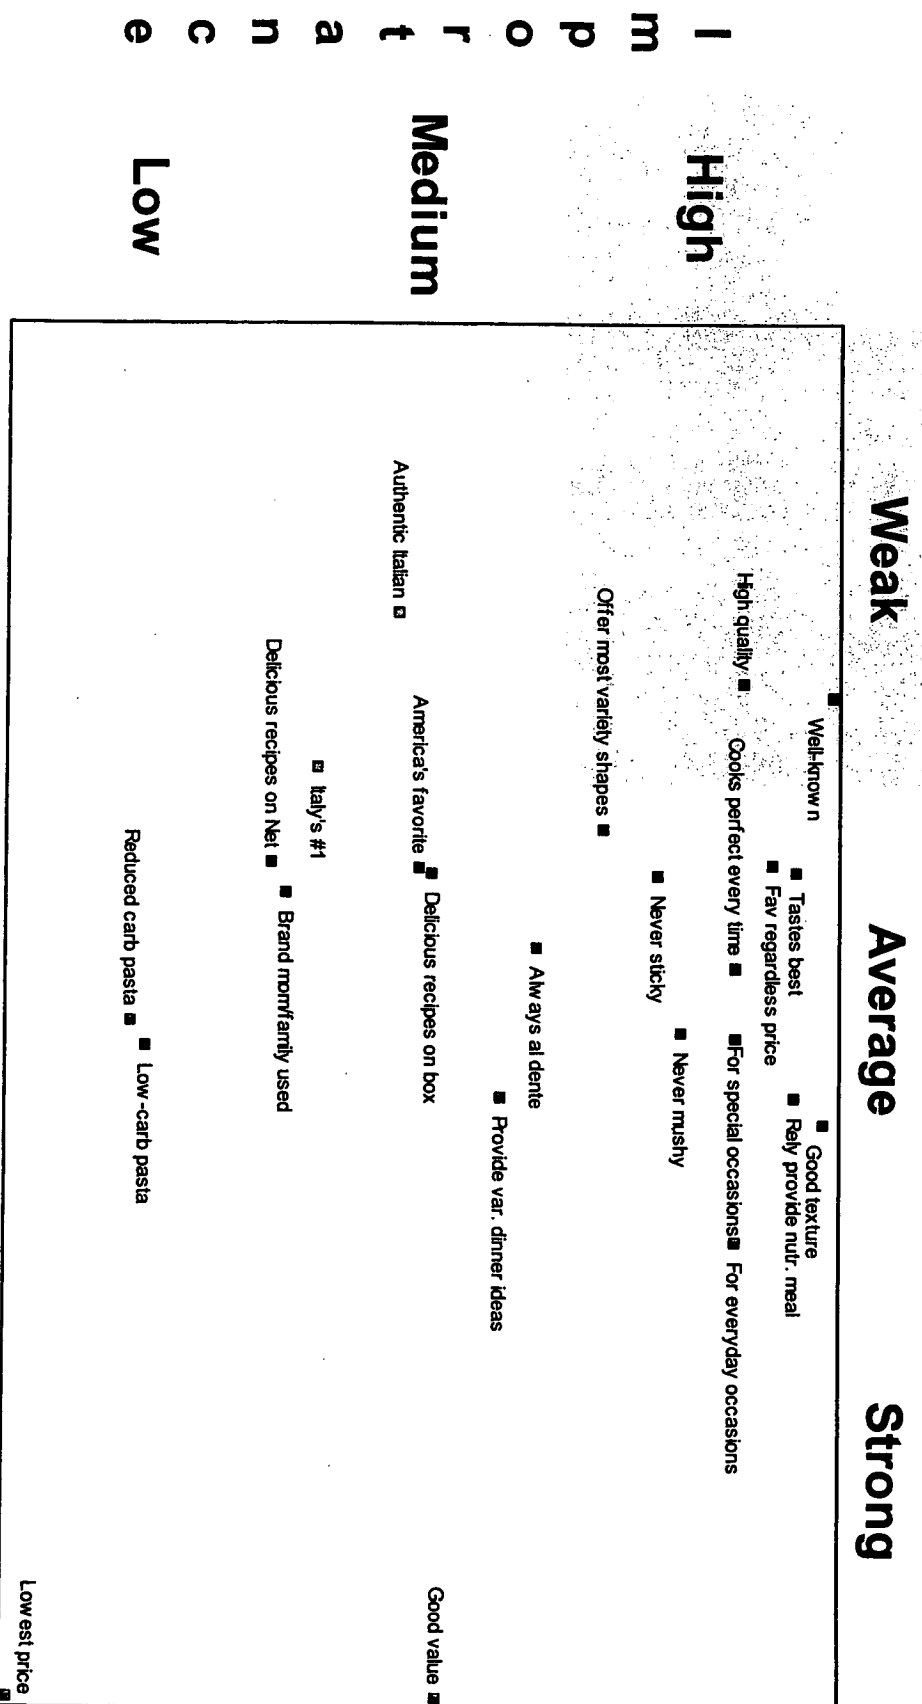 Weak Average Strong
Importance
High
Medium
Low
Well-known
Good texture
Tastes best
Rely provide nutr. meal
Fav regardless price
High quality
Cooks perfect every time
For special occasions
For everyday occasions
Never mushy
Never sticky
Offer most variety shapes
Always al dente
Provide var. dinner ideas
Good value
Delicious recipes on box
America's favorite
Authentic Italian
Italy's #1
Brand mom/family used
Delicious recipes on Net
Low-carb pasta
Reduced carb pasta
Lowest price